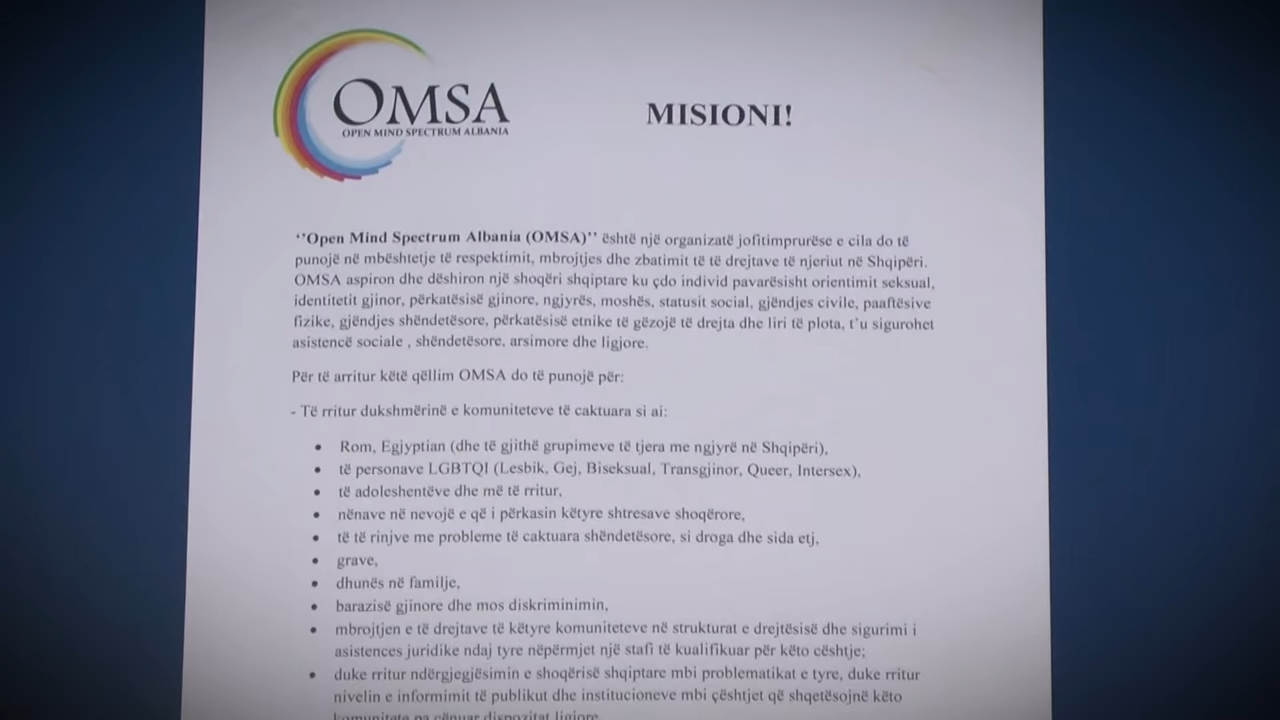 OMSA
OPEN MIND SPECTRUM ALBANIA
MISIONI!
‘’Open Mind Spectrum Albania (OMSA)’’ është një organizatë jofitimprurëse e cila do të
punojë në mbështetje të respektimit, mbrojtjes dhe zbatimit të të drejtave të njeriut në Shqipëri.
OMSA aspiron dhe dëshiron një shoqëri shqiptare ku çdo individ pavarësisht orientimit seksual,
identitetit gjinor, përkatësisë gjinore, ngjyrës, moshës, statusit social, gjëndjes civile, paaftësive
fizike, gjëndjes shëndetësore, përkatësisë etnike të gëzojë të drejta dhe liri të plota, t’u sigurohet
asistencë sociale , shëndetësore, arsimore dhe ligjore.
Për të arritur këtë qëllim OMSA do të punojë për:
- Të rritur dukshmërinë e komuniteteve të caktuara si ai:
• Rom, Egjyptian (dhe të gjithë grupimeve të tjera me ngjyrë në Shqipëri),
• të personave LGBTQI (Lesbik, Gej, Biseksual, Transgjinor, Queer, Intersex),
• të adoleshentëve dhe më të rritur,
• nënave në nevojë e që i përkasin këtyre shtresave shoqërore,
• të të rinjve me probleme të caktuara shëndetësore, si droga dhe sida etj,
• grave,
• dhunës në familje,
• barazisë gjinore dhe mos diskriminimin,
• mbrojtjen e të drejtave të këtyre komuniteteve në strukturat e drejtësisë dhe sigurimi i
asistences juridike ndaj tyre nëpërmjet një stafi të kualifikuar për këto cështje;
• duke rritur ndërgjegjësimin e shoqërisë shqiptare mbi problematikat e tyre, duke rritur
nivelin e informimit të publikut dhe institucioneve mbi çështjet që shqetësojnë këto
komunitete pa cënuar dispozitat ligjore